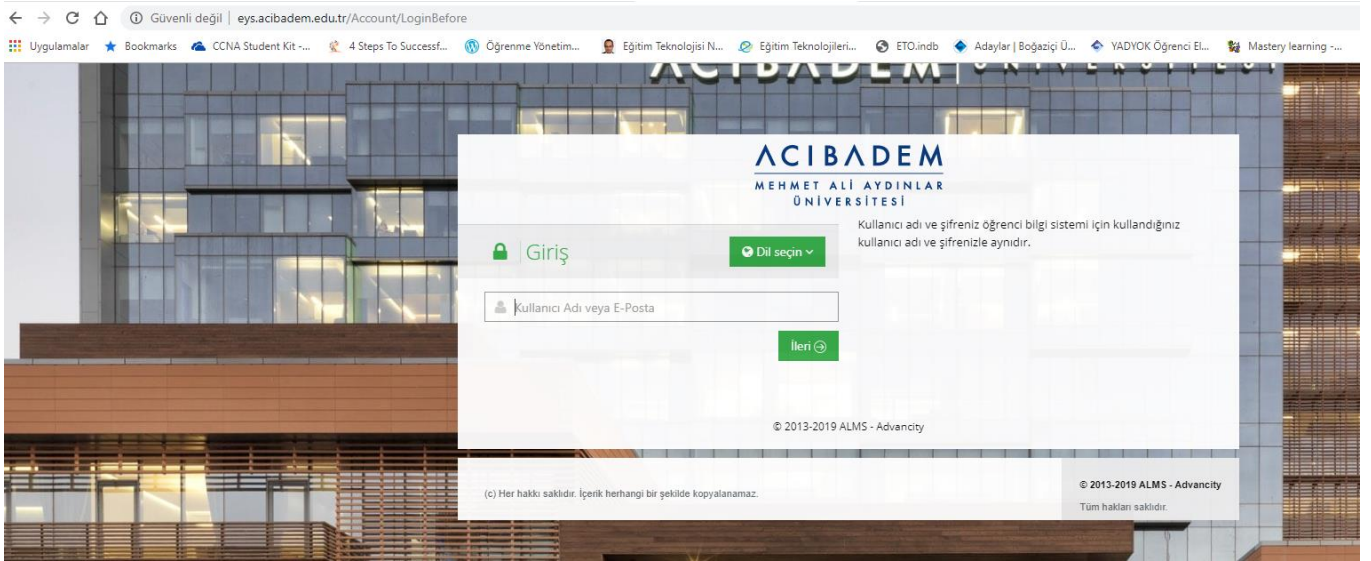 Güvenli değil | eys.acibadem.edu.tr/Account/LoginBefore
Uygulamalar Bookmarks CCNA Student Kit -... 4 Steps To Successf... Öğrenme Yönetim... Eğitim Teknolojisi N... Eğitim Teknolojileri... ETO.indb Adaylar | Boğaziçi Ü... YADYOK Öğrenci El... Mastery learning -...
ACIBADEM ÜNİVERSİTESİ
ACIBADEM
MEHMET ALİ AYDINLAR
ÜNİVERSİTESİ
Kullanıcı adı ve şifreniz öğrenci bilgi sistemi için kullandığınız
kullanıcı adı ve şifrenizle aynıdır.
Giriş
Dil seçin
Kullanıcı Adı veya E-Posta
İleri
© 2013-2019 ALMS - Advancity
(c) Her hakkı saklıdır. İçerik herhangi bir şekilde kopyalanamaz.
© 2013-2019 ALMS - Advancity
Tüm hakları saklıdır.